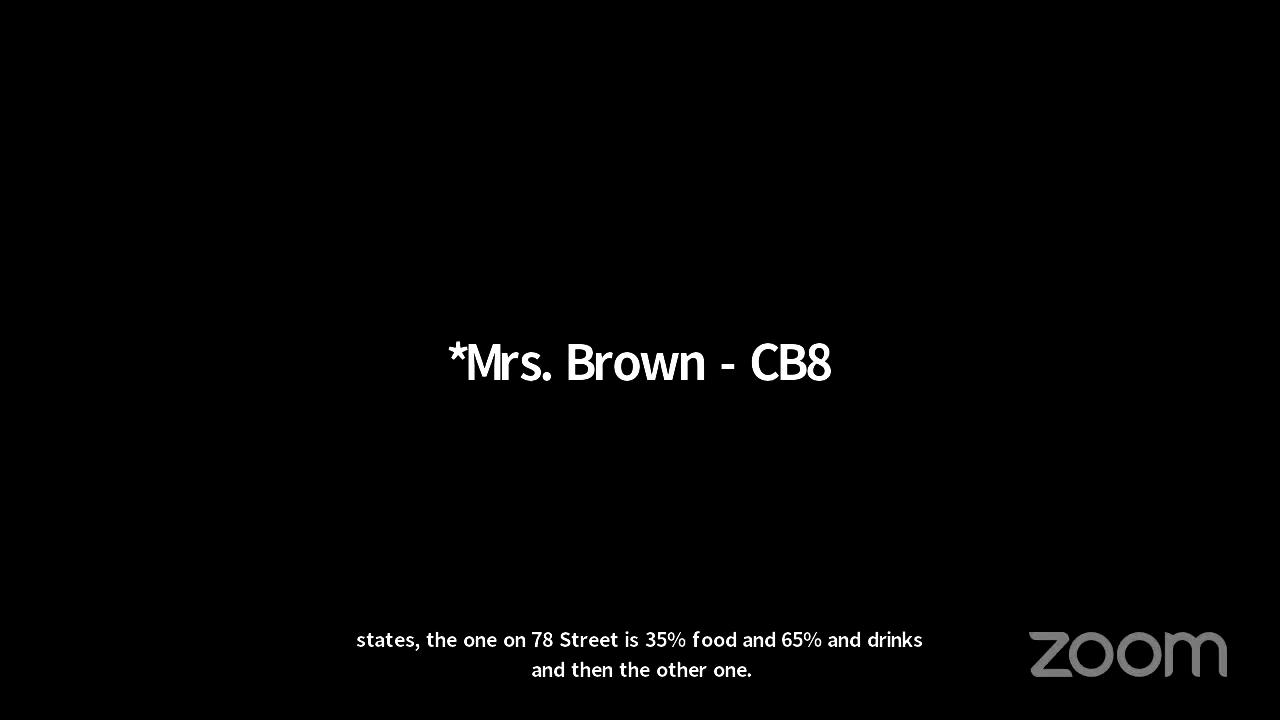 *Mrs. Brown - CB8
states, the one on 78 Street is 35% food and 65% and drinks
and then the other one.
zoom